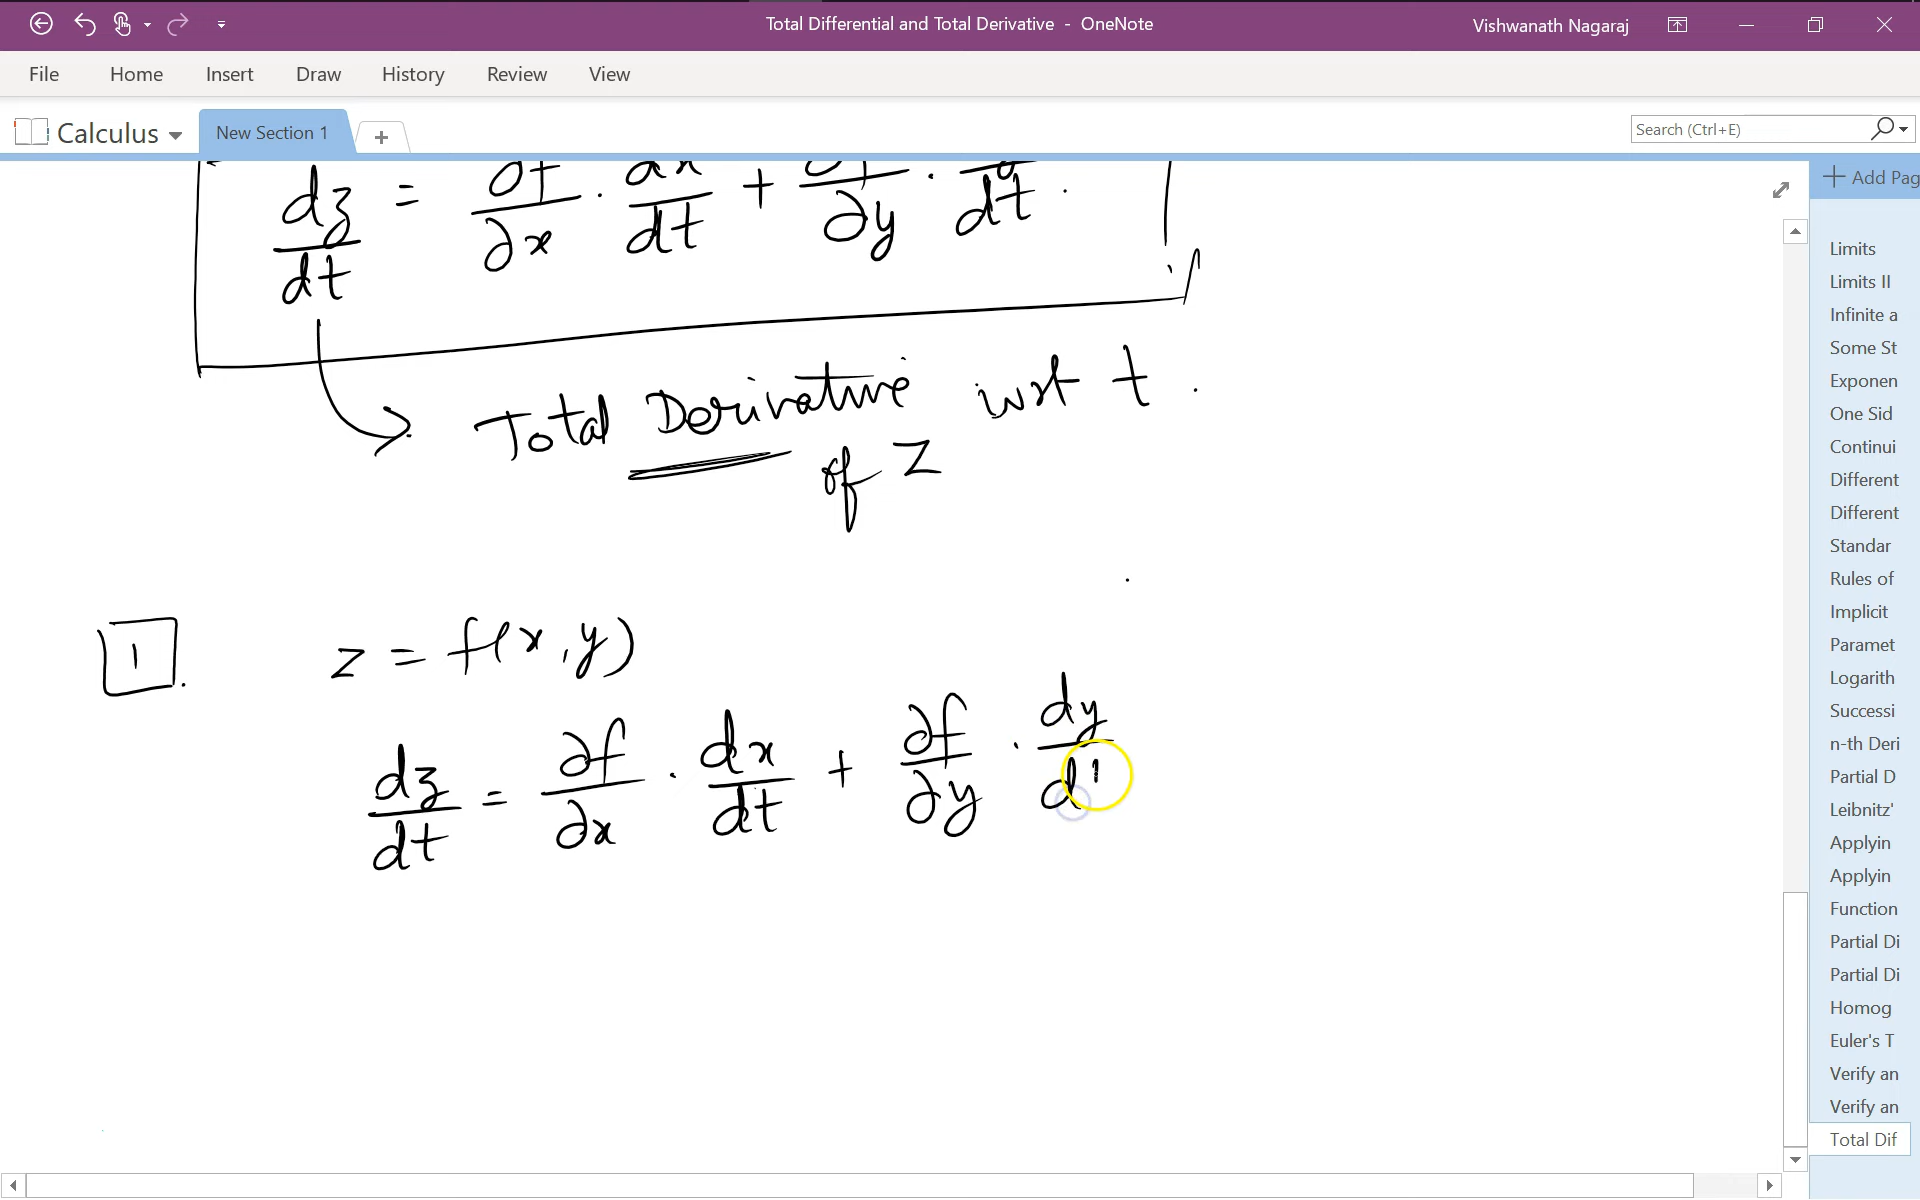 Total Differential and Total Derivative - OneNote
Vishwanath Nagaraj
File Home Insert Draw History Review View
Calculus
New Section 1
+
Search (Ctrl+E)
dz/dt = ∂f/∂x · dx/dt + ∂f/∂y · dy/dt .
Total Derivative wrt t .
of z
1.
z = f(x,y)
dz/dt = ∂f/∂x · dx/dt + ∂f/∂y · dy/d
+ Add Pag
Limits
Limits II
Infinite a
Some St
Exponen
One Sid
Continui
Different
Different
Standar
Rules of
Implicit
Paramet
Logarith
Successi
n-th Deri
Partial D
Leibnitz'
Applyin
Applyin
Function
Partial Di
Partial Di
Homog
Euler's T
Verify an
Verify an
Total Dif